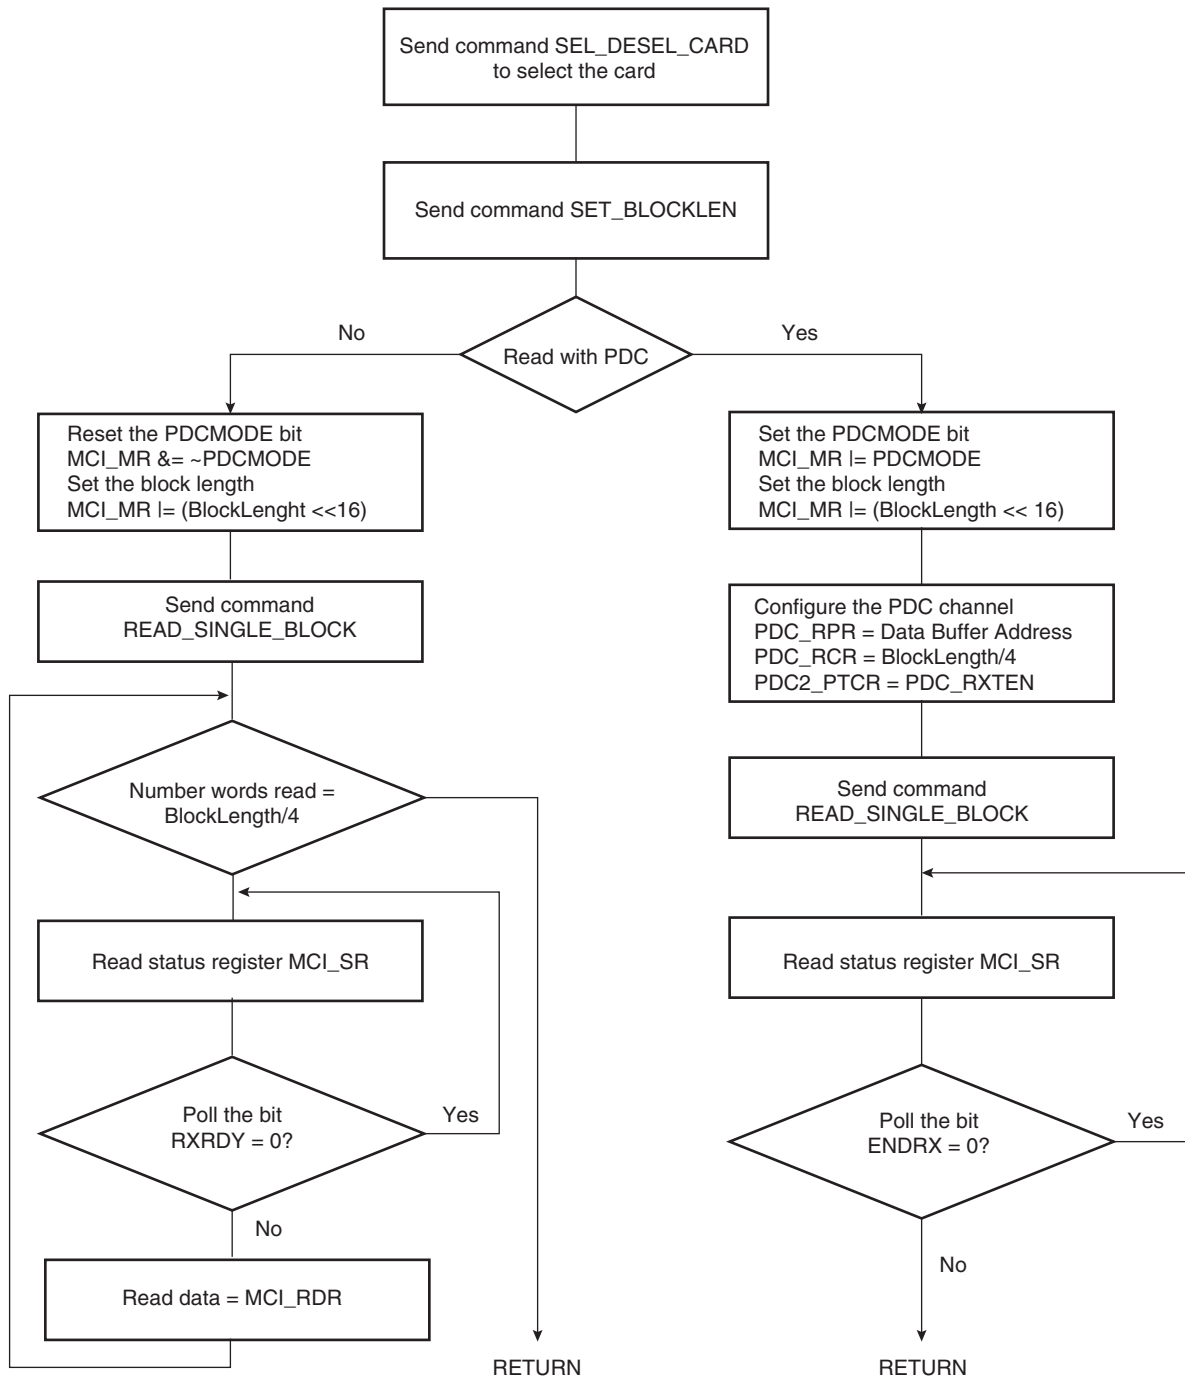 Send command SEL_DESEL_CARD
to select the card
Send command SET_BLOCKLEN
No
Yes
Read with PDC
Reset the PDCMODE bit
MCI_MR &= ~PDCMODE
Set the block length
MCI_MR |= (BlockLenght <<16)
Set the PDCMODE bit
MCI_MR |= PDCMODE
Set the block length
MCI_MR |= (BlockLength << 16)
Send command
READ_SINGLE_BLOCK
Configure the PDC channel
PDC_RPR = Data Buffer Address
PDC_RCR = BlockLength/4
PDC2_PTCR = PDC_RXTEN
Number words read =
BlockLength/4
Send command
READ_SINGLE_BLOCK
Read status register MCI_SR
Read status register MCI_SR
Poll the bit
RXRDY = 0?
Yes
Poll the bit
ENDRX = 0?
Yes
No
No
Read data = MCI_RDR
RETURN
RETURN